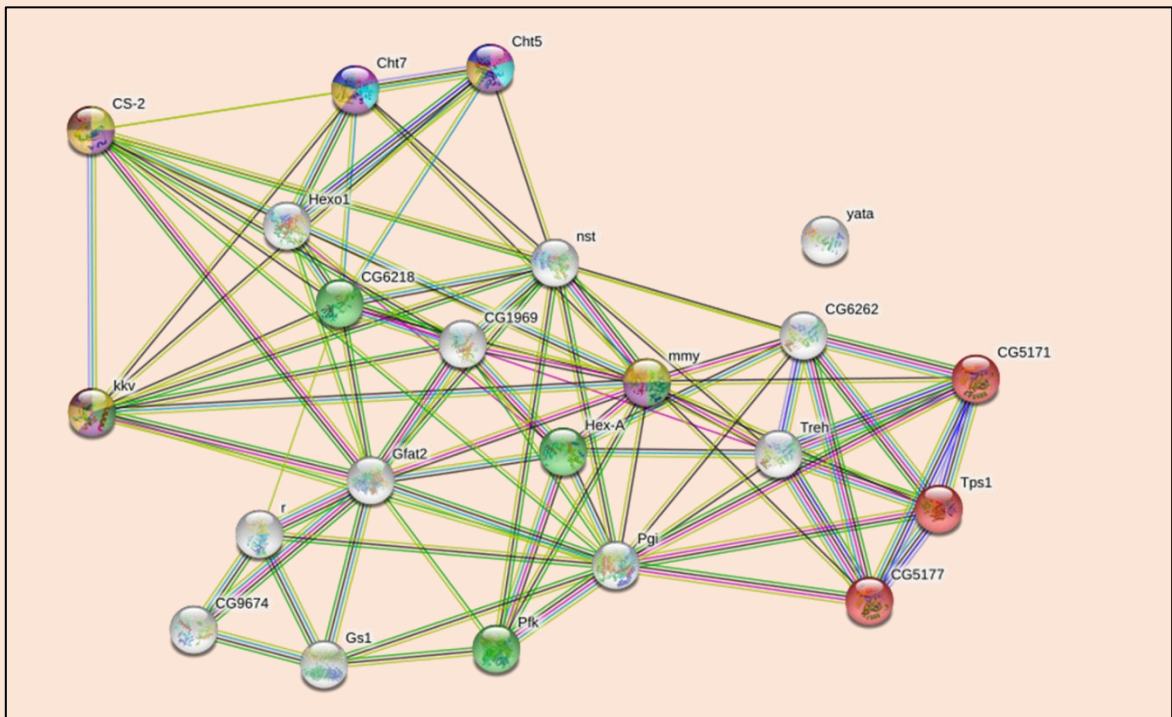 Cht5
Cht7
CS-2
Hexo1
yata
nst
CG6218
CG6262
CG1969
CG5171
mmy
kkv
Hex-A
Treh
Gfat2
Tps1
r
Pgi
CG5177
CG9674
Pfk
Gs1